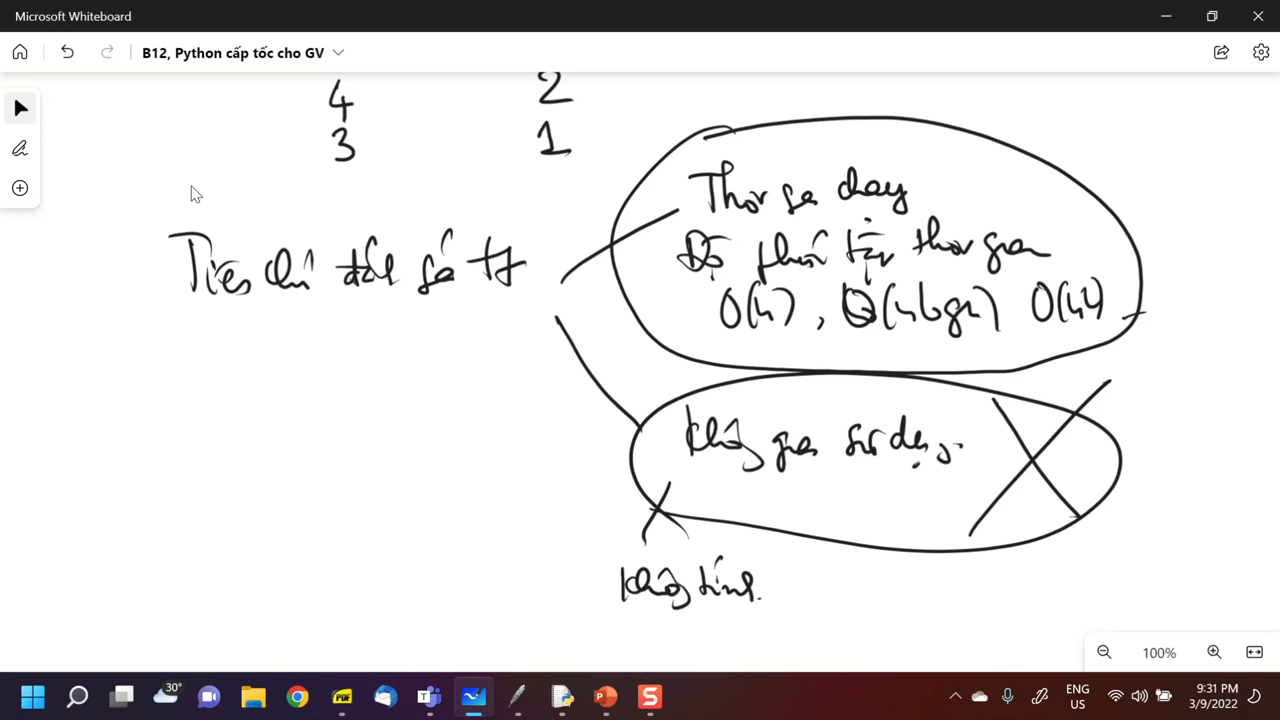 Microsoft Whiteboard
B12, Python cấp tốc cho GV
4 2
3 1
Thời gian chạy
Tiêu chí đánh giá tt
Độ phức tạp thời gian
O(n), O(nlogn) O(n2)
Không gian sử dụng
Không tính.
100%
30°
ENG
US
9:31 PM
3/9/2022